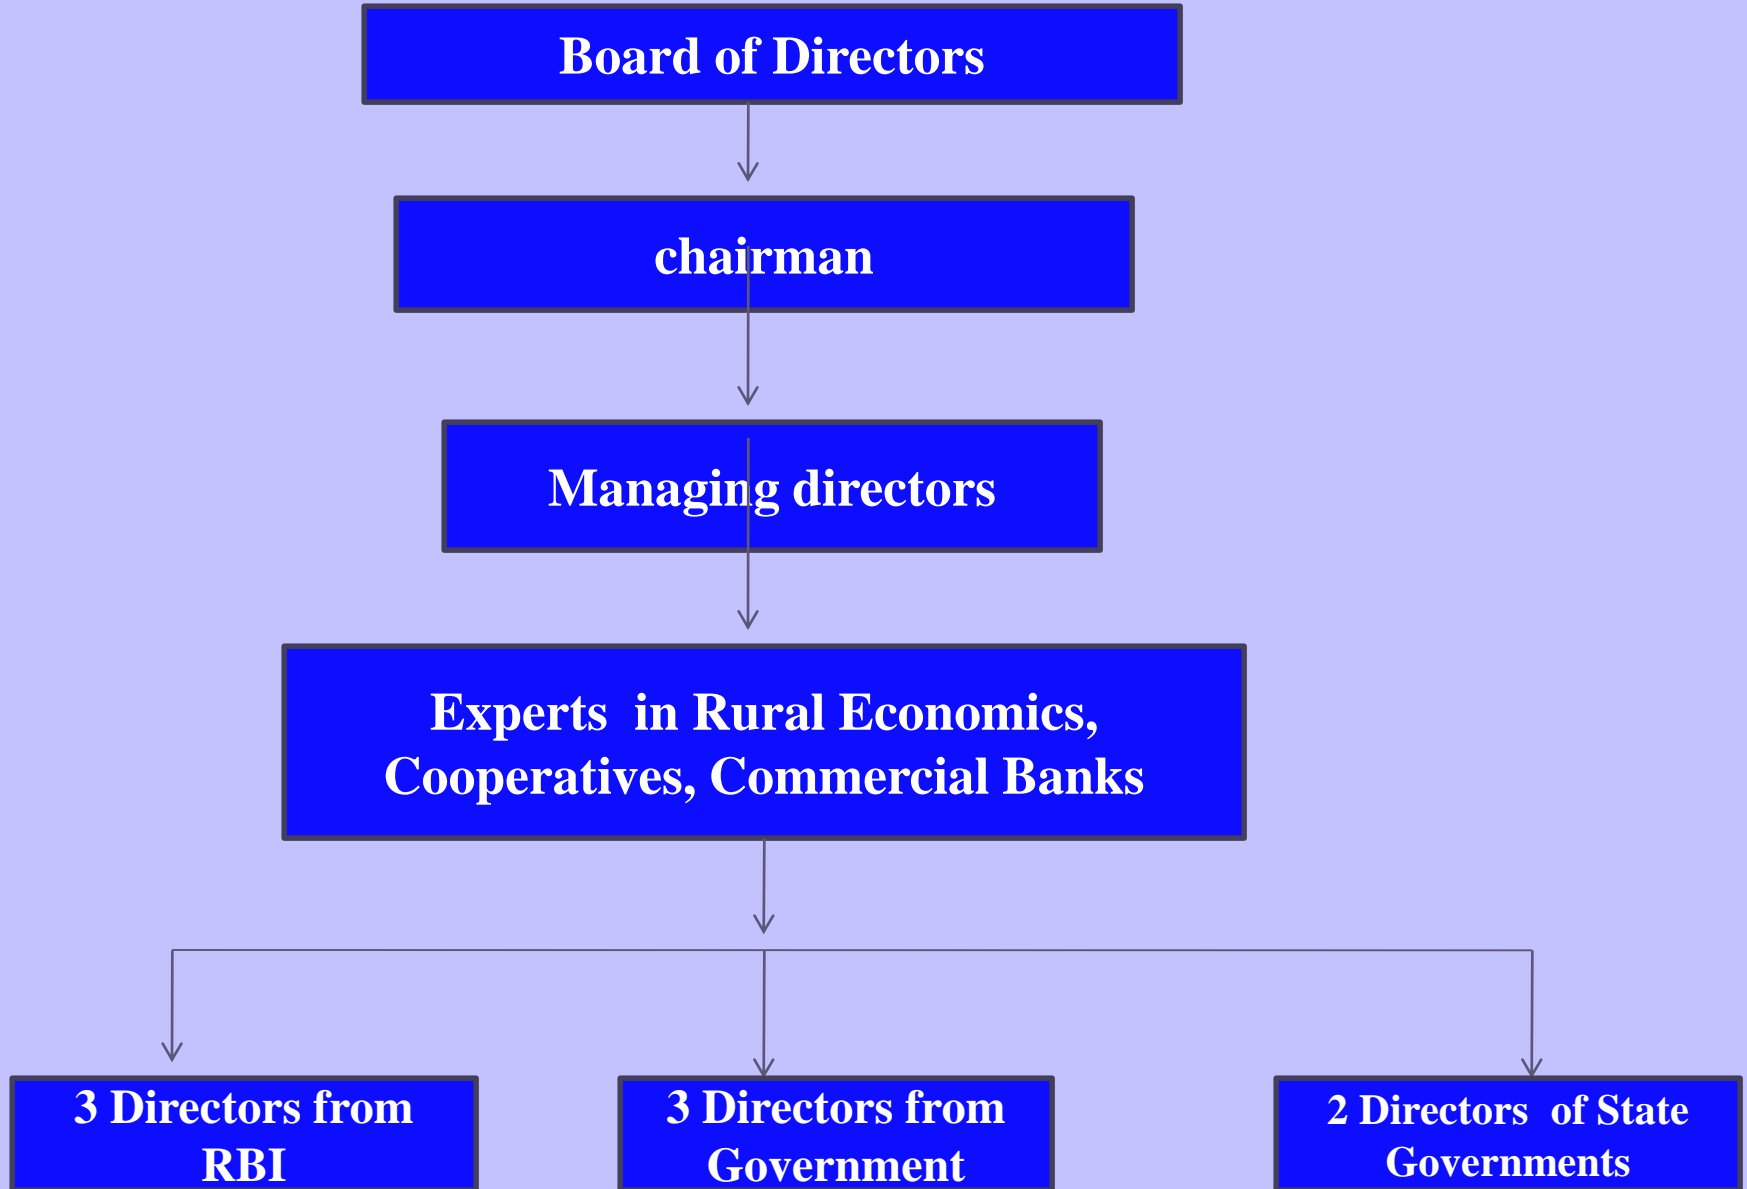 Board of Directors
chairman
Managing directors
Experts  in Rural Economics,
Cooperatives, Commercial Banks
3 Directors from
RBI
3 Directors from
Government
2 Directors  of State
Governments